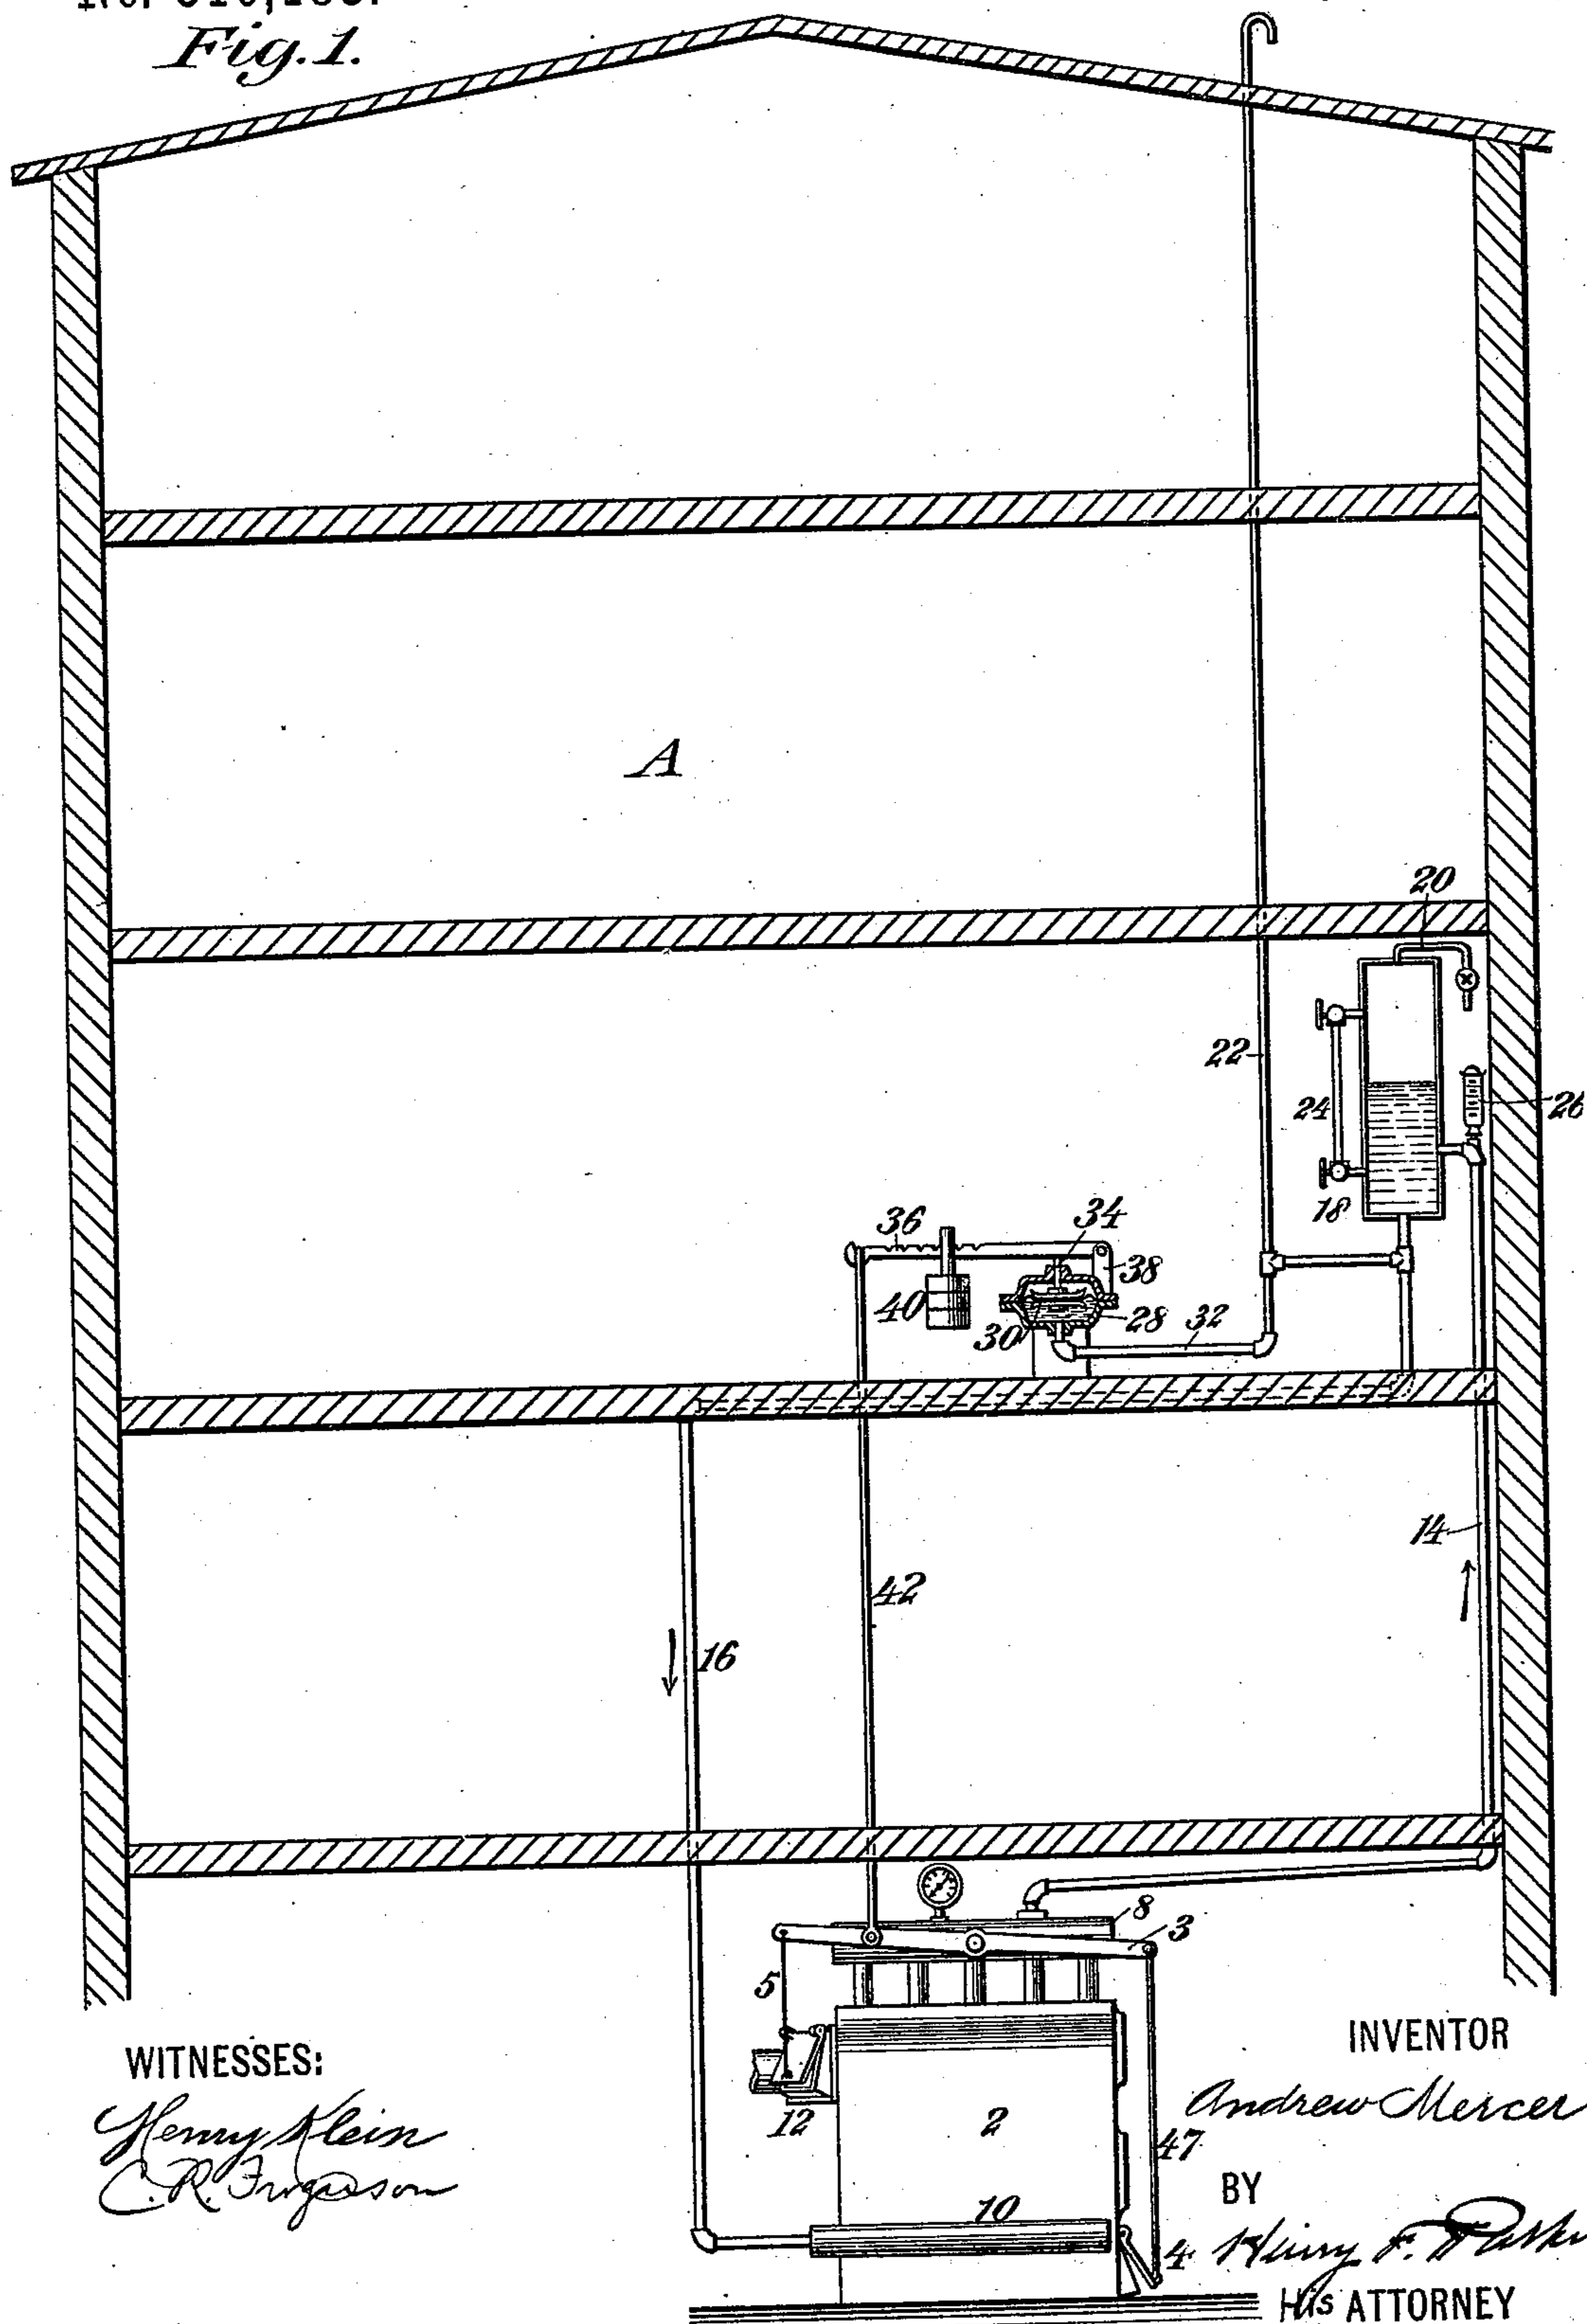 Fig. 1.
A
20
22
24
26
18
36
34
38
40
30
28
32
14
42
16
8
3
5
12
2
47
10
4
WITNESSES:
Henry Klein
C. R. Ferguson
INVENTOR
Andrew Mercer
BY
Henry F.
His ATTORNEY